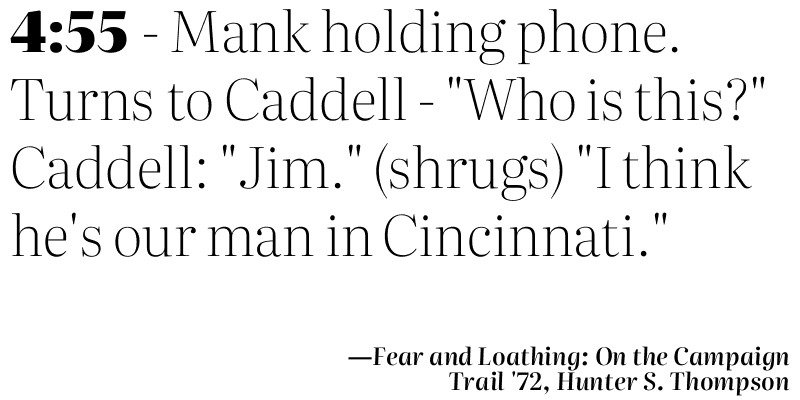 4:55 - Mank holding phone.
Turns to Caddell - "Who is this?"
Caddell: "Jim." (shrugs) "I think
he's our man in Cincinnati."
—Fear and Loathing: On the Campaign
Trail '72, Hunter S. Thompson